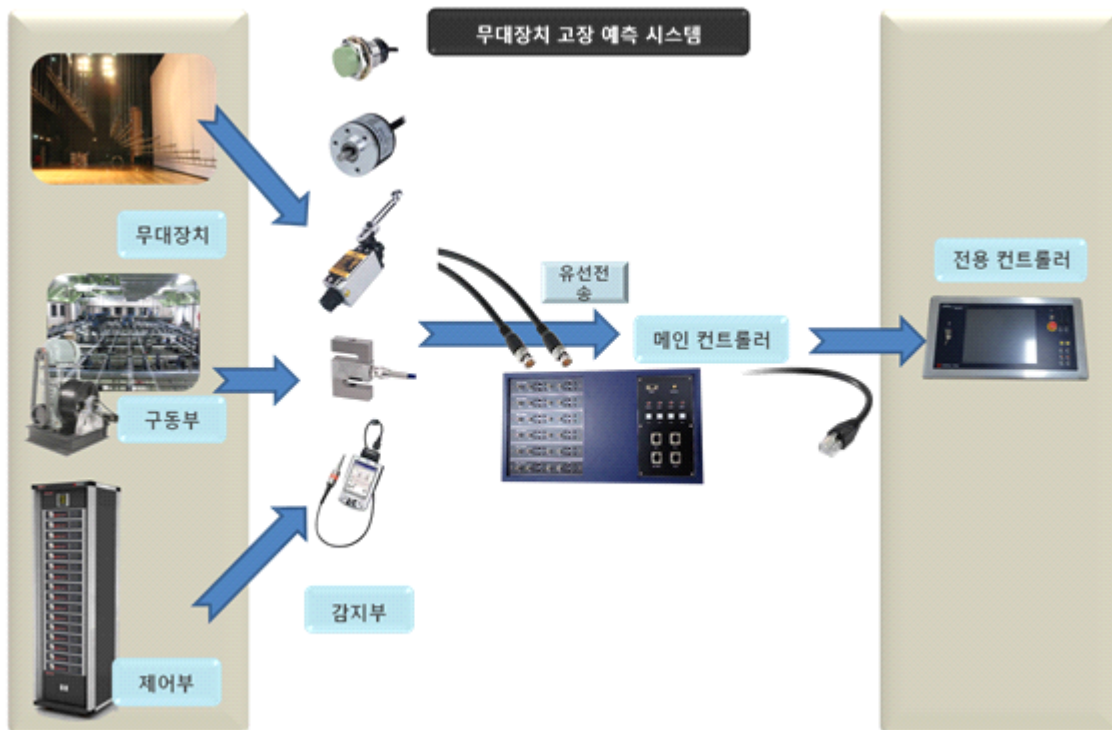 무대장치 고장 예측 시스템
무대장치
구동부
제어부
감지부
유선전
송
메인 컨트롤러
전용 컨트롤러